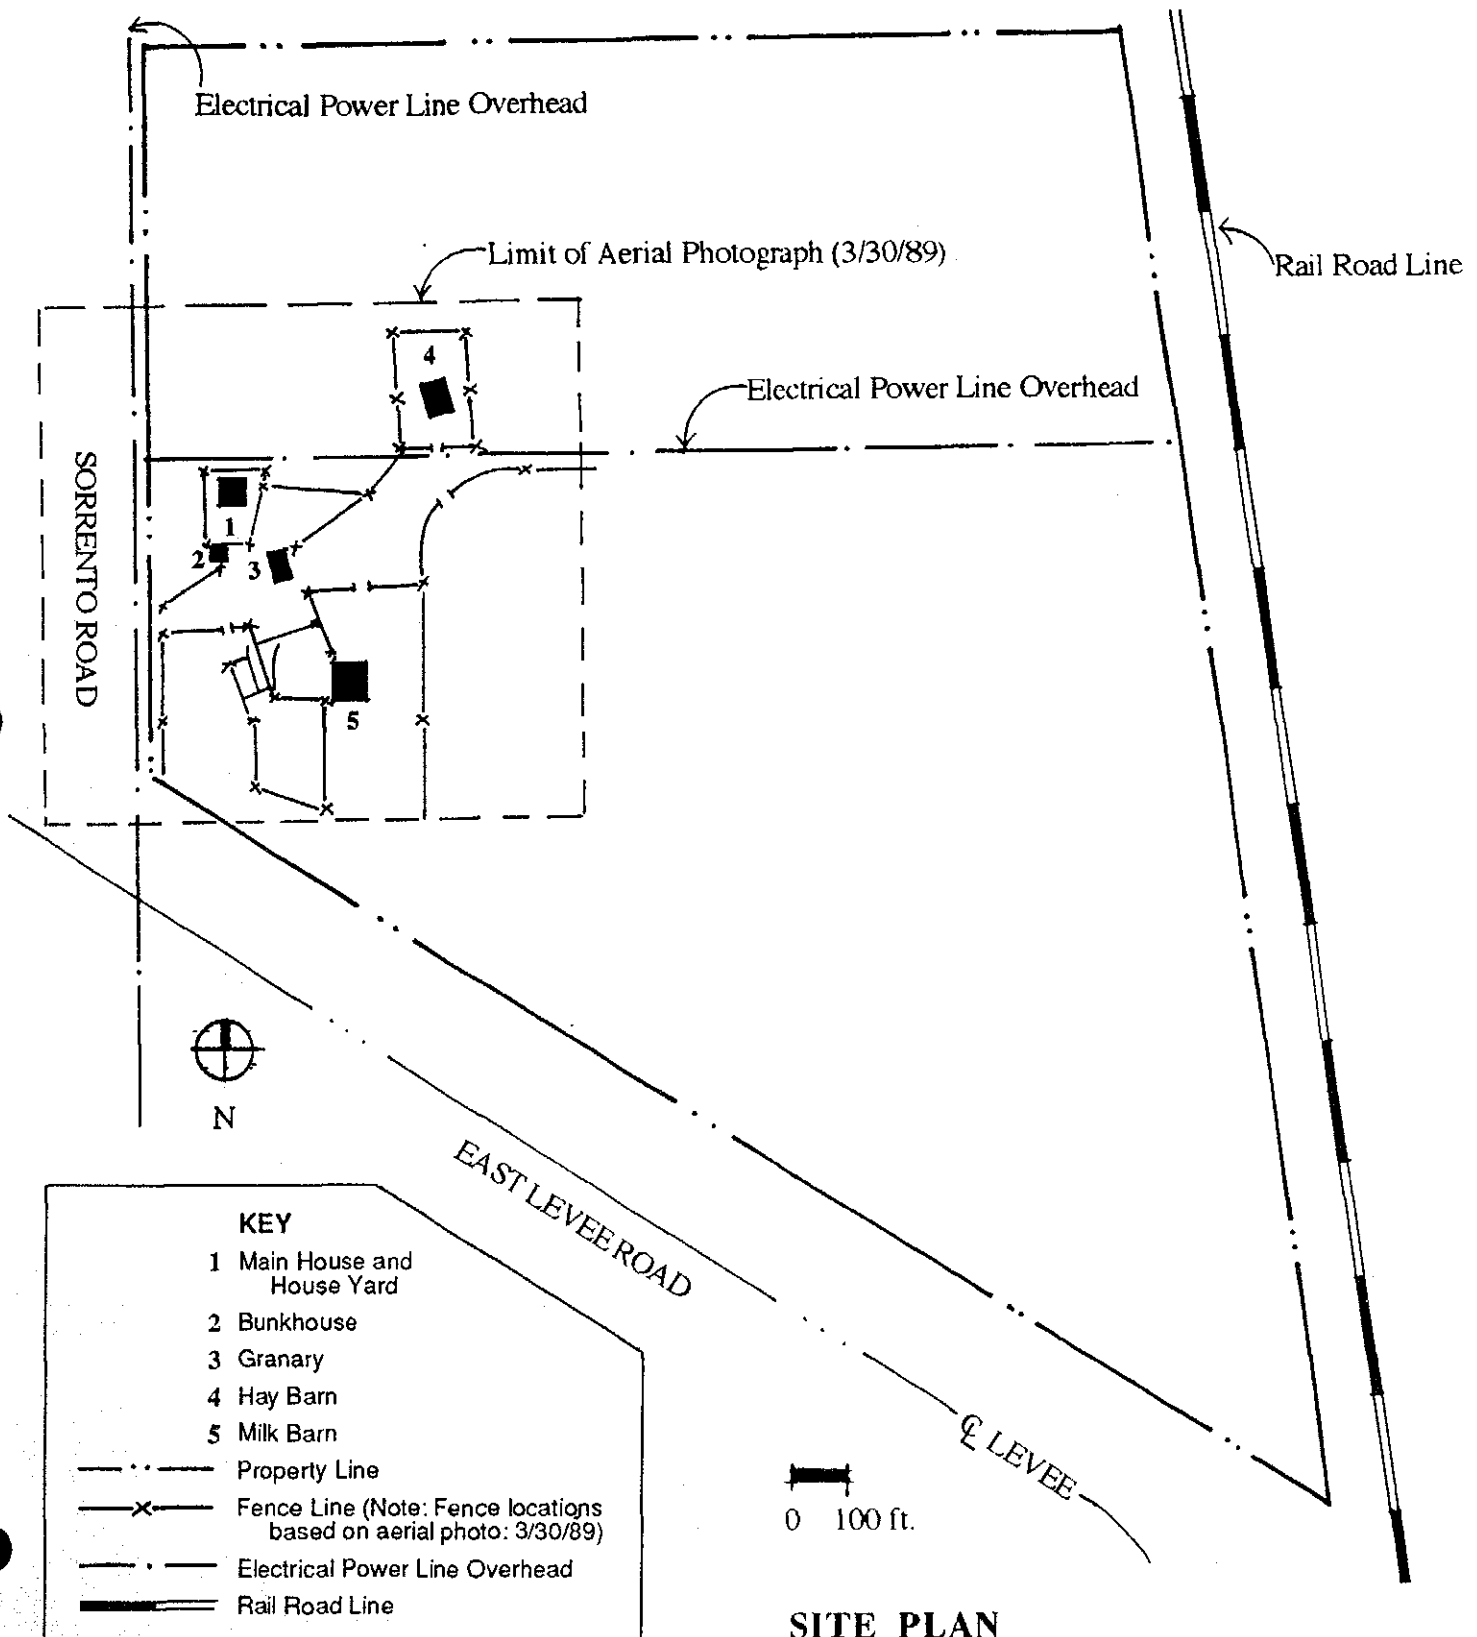 Electrical Power Line Overhead
Limit of Aerial Photograph (3/30/89)
Rail Road Line
4
Electrical Power Line Overhead
SORRENTO ROAD
1
2
3
5
N
EAST LEVEE ROAD
℄ LEVEE
KEY
1 Main House and
House Yard
2 Bunkhouse
3 Granary
4 Hay Barn
5 Milk Barn
Property Line
Fence Line (Note: Fence locations
based on aerial photo: 3/30/89)
Electrical Power Line Overhead
Rail Road Line
0 100 ft.
SITE PLAN